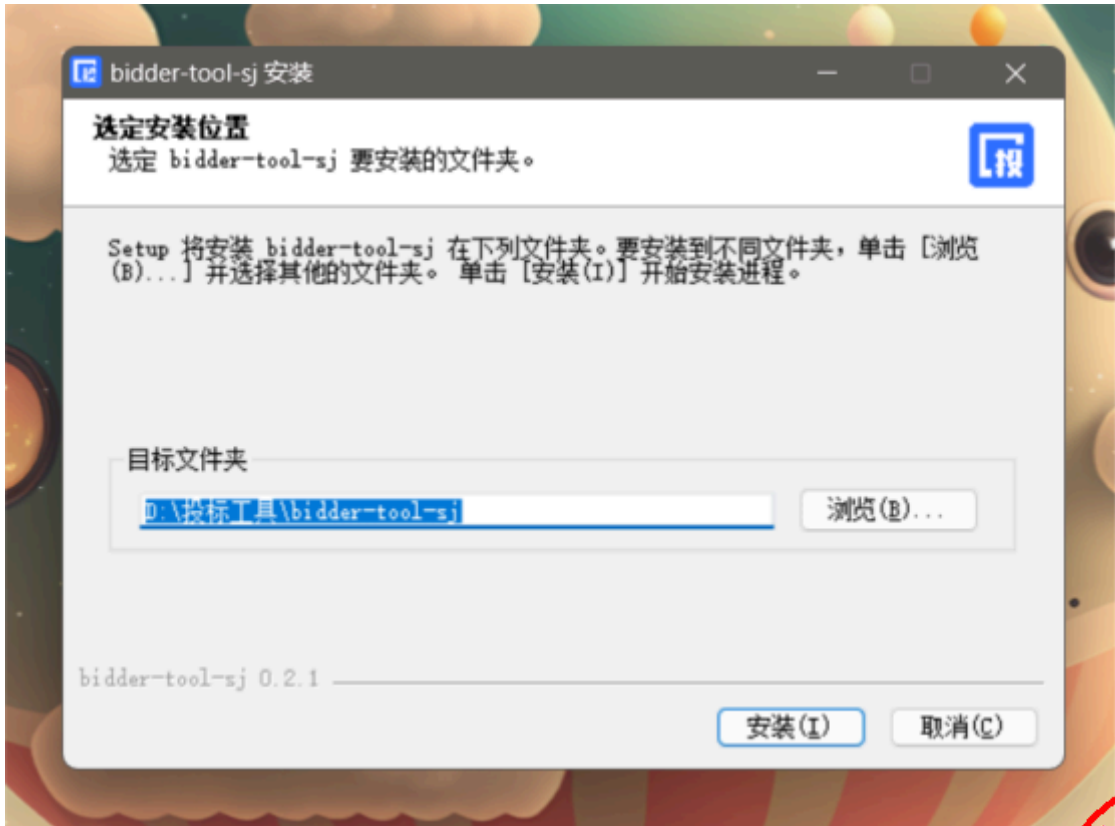 bidder-tool-sj 安装
选定安装位置
选定 bidder-tool-sj 要安装的文件夹。
投
Setup 将安装 bidder-tool-sj 在下列文件夹。要安装到不同文件夹，单击 [浏览
(B)...] 并选择其他的文件夹。 单击 [安装(I)] 开始安装进程。
目标文件夹
D:\投标工具\bidder-tool-sj
浏览(B)...
bidder-tool-sj 0.2.1
安装(I)
取消(C)